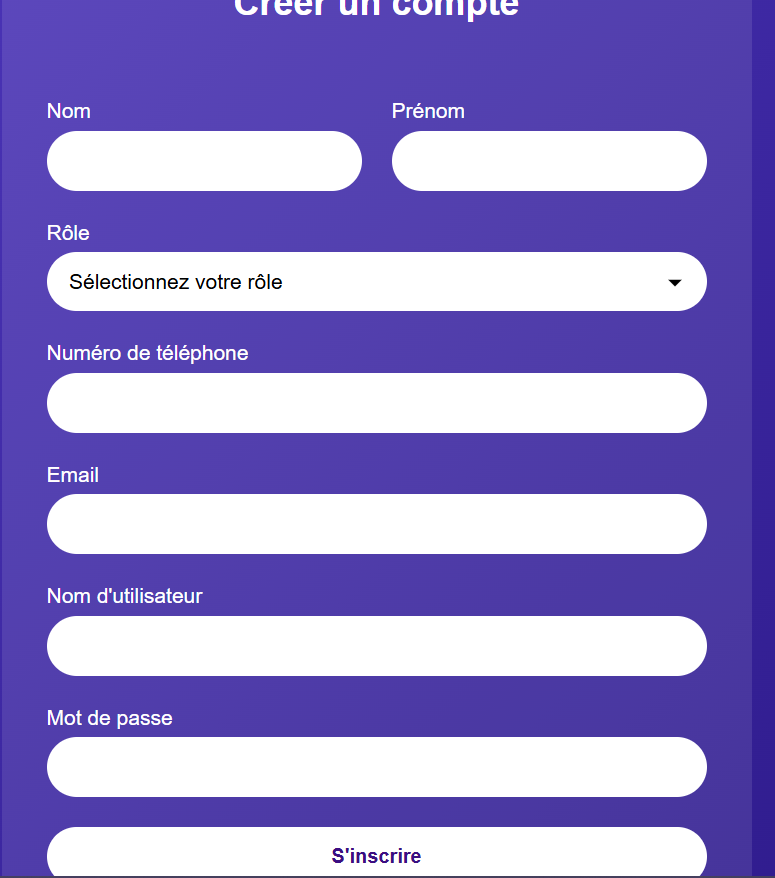 Créer un compte
Nom
Prénom
Rôle
Sélectionnez votre rôle
Numéro de téléphone
Email
Nom d'utilisateur
Mot de passe
S'inscrire